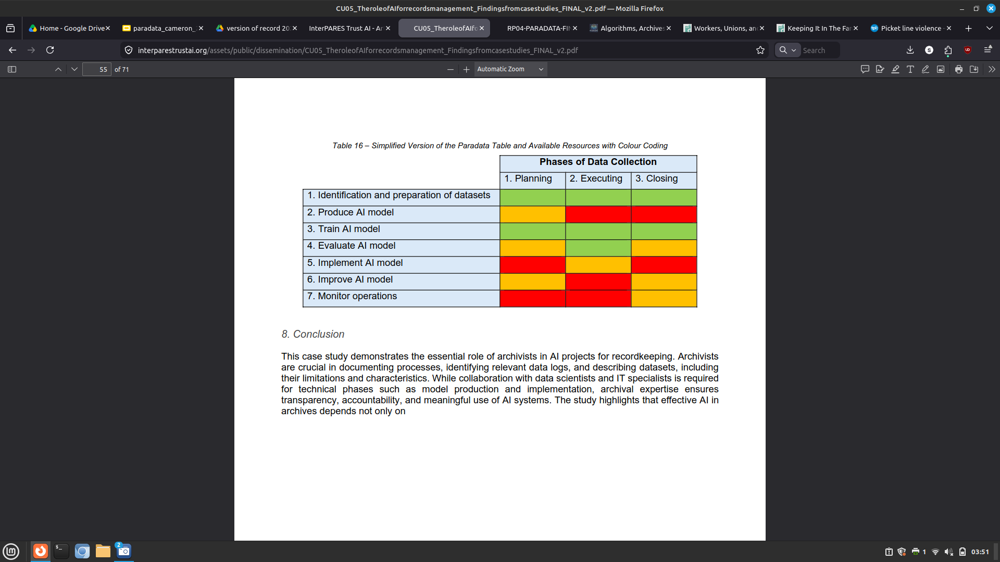 CU05_TheroleofAIforrecordsmanagement_Findingsfromcasestudies_FINAL_v2.pdf — Mozilla Firefox
Home - Google Drive
paradata_cameron_
version of record 20
InterPARES Trust AI - Ar
CU05_TheroleofAIfo
RP04-PARADATA-FI
Algorithms, Archives
Workers, Unions, an
Keeping It In The Fa
Picket line violence -
interparestrustai.org/assets/public/dissemination/CU05_TheroleofAIforrecordsmanagement_Findingsfromcasestudies_FINAL_v2.pdf
Search
55 of 71
Automatic Zoom
Table 16 – Simplified Version of the Paradata Table and Available Resources with Colour Coding
Phases of Data Collection
1. Planning
2. Executing
3. Closing
1. Identification and preparation of datasets
2. Produce AI model
3. Train AI model
4. Evaluate AI model
5. Implement AI model
6. Improve AI model
7. Monitor operations
8. Conclusion
This case study demonstrates the essential role of archivists in AI projects for recordkeeping. Archivists
are crucial in documenting processes, identifying relevant data logs, and describing datasets, including
their limitations and characteristics. While collaboration with data scientists and IT specialists is required
for technical phases such as model production and implementation, archival expertise ensures
transparency, accountability, and meaningful use of AI systems. The study highlights that effective AI in
archives depends not only on
2
1
03:51